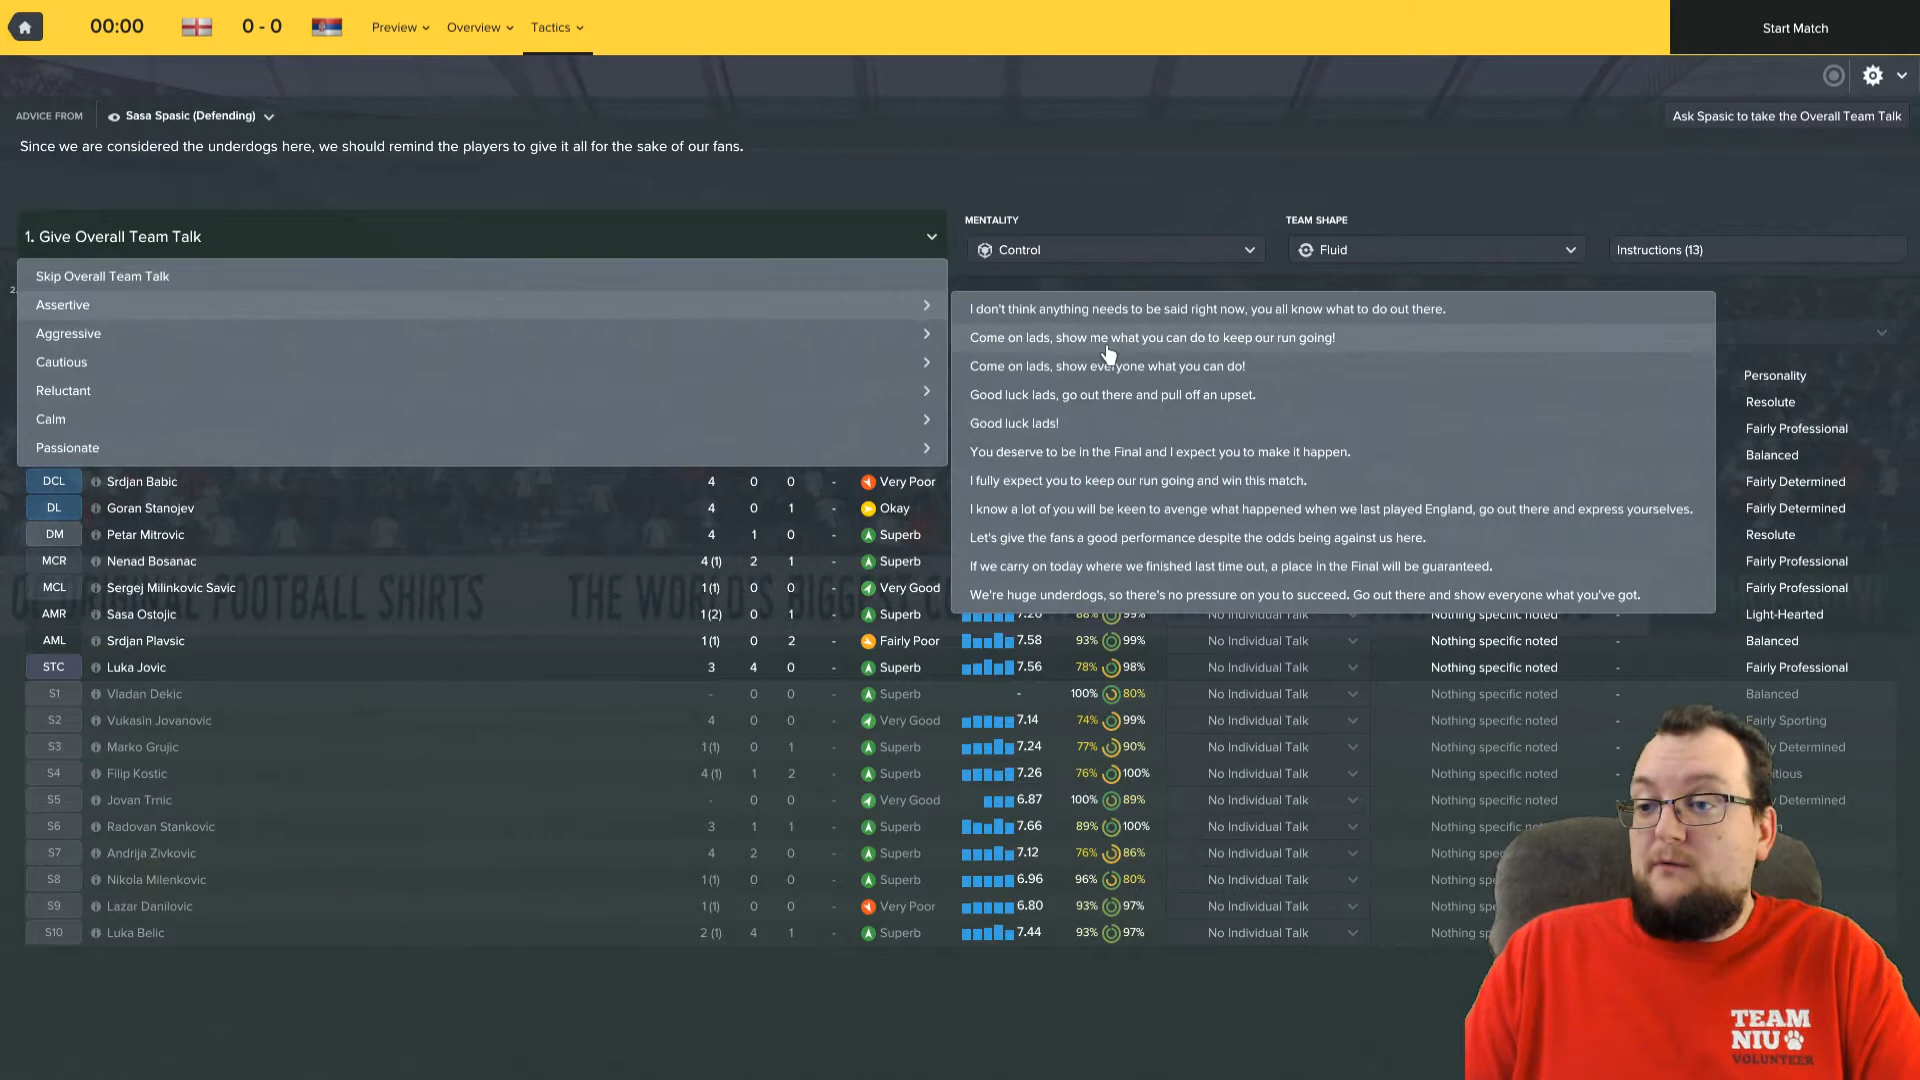 00:00 0 - 0 Preview Overview Tactics Start Match
ADVICE FROM Sasa Spasic (Defending) Ask Spasic to take the Overall Team Talk
Since we are considered the underdogs here, we should remind the players to give it all for the sake of our fans.
MENTALITY TEAM SHAPE
1. Give Overall Team Talk Control Fluid Instructions (13)
Skip Overall Team Talk
2.
Assertive
Aggressive
Cautious
Reluctant
Calm
Passionate
I don't think anything needs to be said right now, you all know what to do out there.
Come on lads, show me what you can do to keep our run going!
Come on lads, show everyone what you can do!
Good luck lads, go out there and pull off an upset.
Good luck lads!
You deserve to be in the Final and I expect you to make it happen.
I fully expect you to keep our run going and win this match.
I know a lot of you will be keen to avenge what happened when we last played England, go out there and express yourselves.
Let's give the fans a good performance despite the odds being against us here.
If we carry on today where we finished last time out, a place in the Final will be guaranteed.
We're huge underdogs, so there's no pressure on you to succeed. Go out there and show everyone what you've got.
Personality
Resolute
Fairly Professional
Balanced
DCL Srdjan Babic 4 0 0 - Very Poor Fairly Determined
DL Goran Stanojev 4 0 1 - Okay Fairly Determined
DM Petar Mitrovic 4 1 0 - Superb Resolute
MCR Nenad Bosanac 4 (1) 2 1 - Superb Fairly Professional
MCL Sergej Milinkovic Savic 1 (1) 0 0 - Very Good Fairly Professional
AMR Sasa Ostojic 1 (2) 0 1 - Superb 7.20 88% 99% No Individual Talk Nothing specific noted - Light-Hearted
AML Srdjan Plavsic 1 (1) 0 2 - Fairly Poor 7.58 93% 99% No Individual Talk Nothing specific noted - Balanced
STC Luka Jovic 3 4 0 - Superb 7.56 78% 98% No Individual Talk Nothing specific noted - Fairly Professional
S1 Vladan Dekic - 0 0 - Superb - 100% 80% No Individual Talk Nothing specific noted - Balanced
S2 Vukasin Jovanovic 4 0 0 - Very Good 7.14 74% 99% No Individual Talk Nothing specific noted - Fairly Sporting
S3 Marko Grujic 1 (1) 0 1 - Superb 7.24 77% 90% No Individual Talk Nothing specific noted - Determined
S4 Filip Kostic 4 (1) 1 2 - Superb 7.26 76% 100% No Individual Talk Nothing specific noted -
S5 Jovan Trnic - 0 0 - Very Good 6.87 100% 89% No Individual Talk Nothing specific noted - Determined
S6 Radovan Stankovic 3 1 1 - Superb 7.66 89% 100% No Individual Talk Nothing specific
S7 Andrija Zivkovic 4 2 0 - Superb 7.12 76% 86% No Individual Talk Nothing
S8 Nikola Milenkovic 1 (1) 0 0 - Superb 6.96 96% 80% No Individual Talk Nothing
S9 Lazar Danilovic 1 (1) 0 0 - Very Poor 6.80 93% 97% No Individual Talk Nothing
S10 Luka Belic 2 (1) 4 1 - Superb 7.44 93% 97% No Individual Talk Nothing
FOOTBALL SHIRTS THE WORLD'S
TEAM
NIU
VOLUNTEER